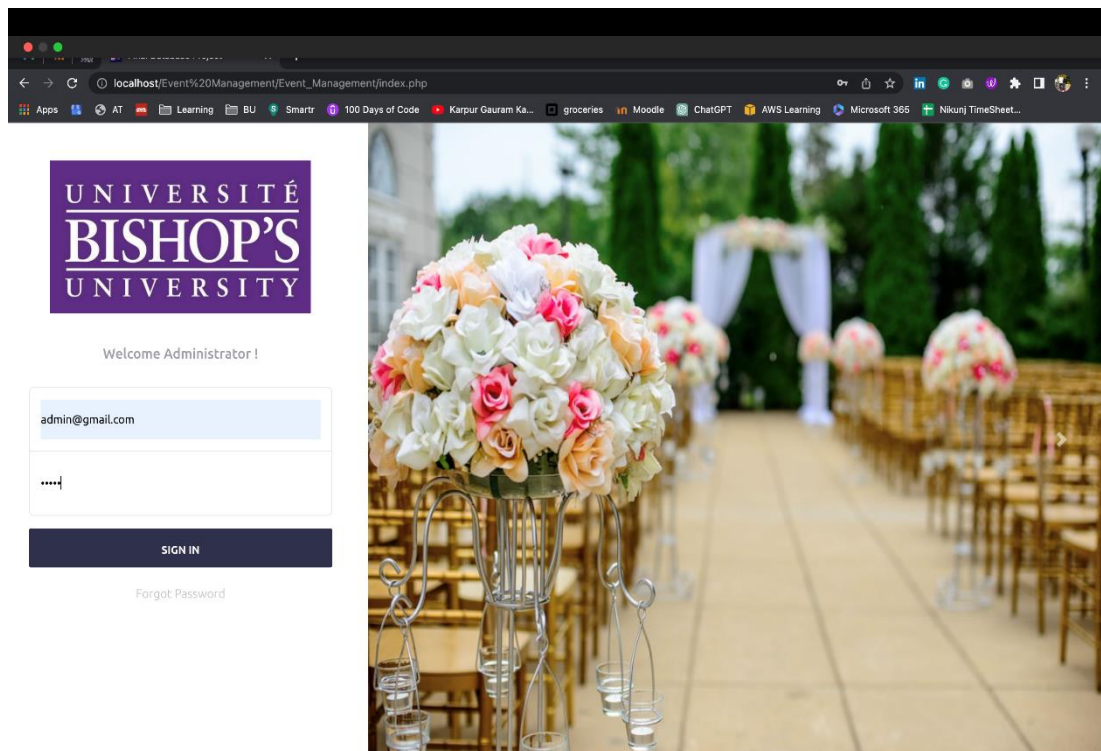 localhost/Event%20Management/Event_Management/index.php
Apps
AT
Learning
BU
Smartr
100 Days of Code
Karpur Gauram Ka...
groceries
Moodle
ChatGPT
AWS Learning
Microsoft 365
Nikunj TimeSheet...
UNIVERSITÉ
BISHOP'S
UNIVERSITY
Welcome Administrator !
admin@gmail.com
•••••
SIGN IN
Forgot Password